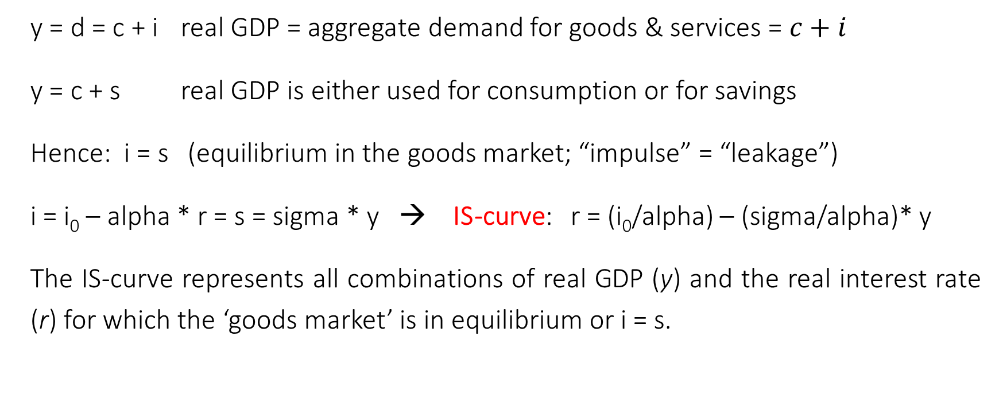 y = d = c + i real GDP = aggregate demand for goods & services = c + i
y = c + s real GDP is either used for consumption or for savings
Hence: i = s (equilibrium in the goods market; “impulse” = “leakage”)
i = i₀ – alpha * r = s = sigma * y → IS-curve: r = (i₀/alpha) – (sigma/alpha)* y
The IS-curve represents all combinations of real GDP (y) and the real interest rate
(r) for which the ‘goods market’ is in equilibrium or i = s.